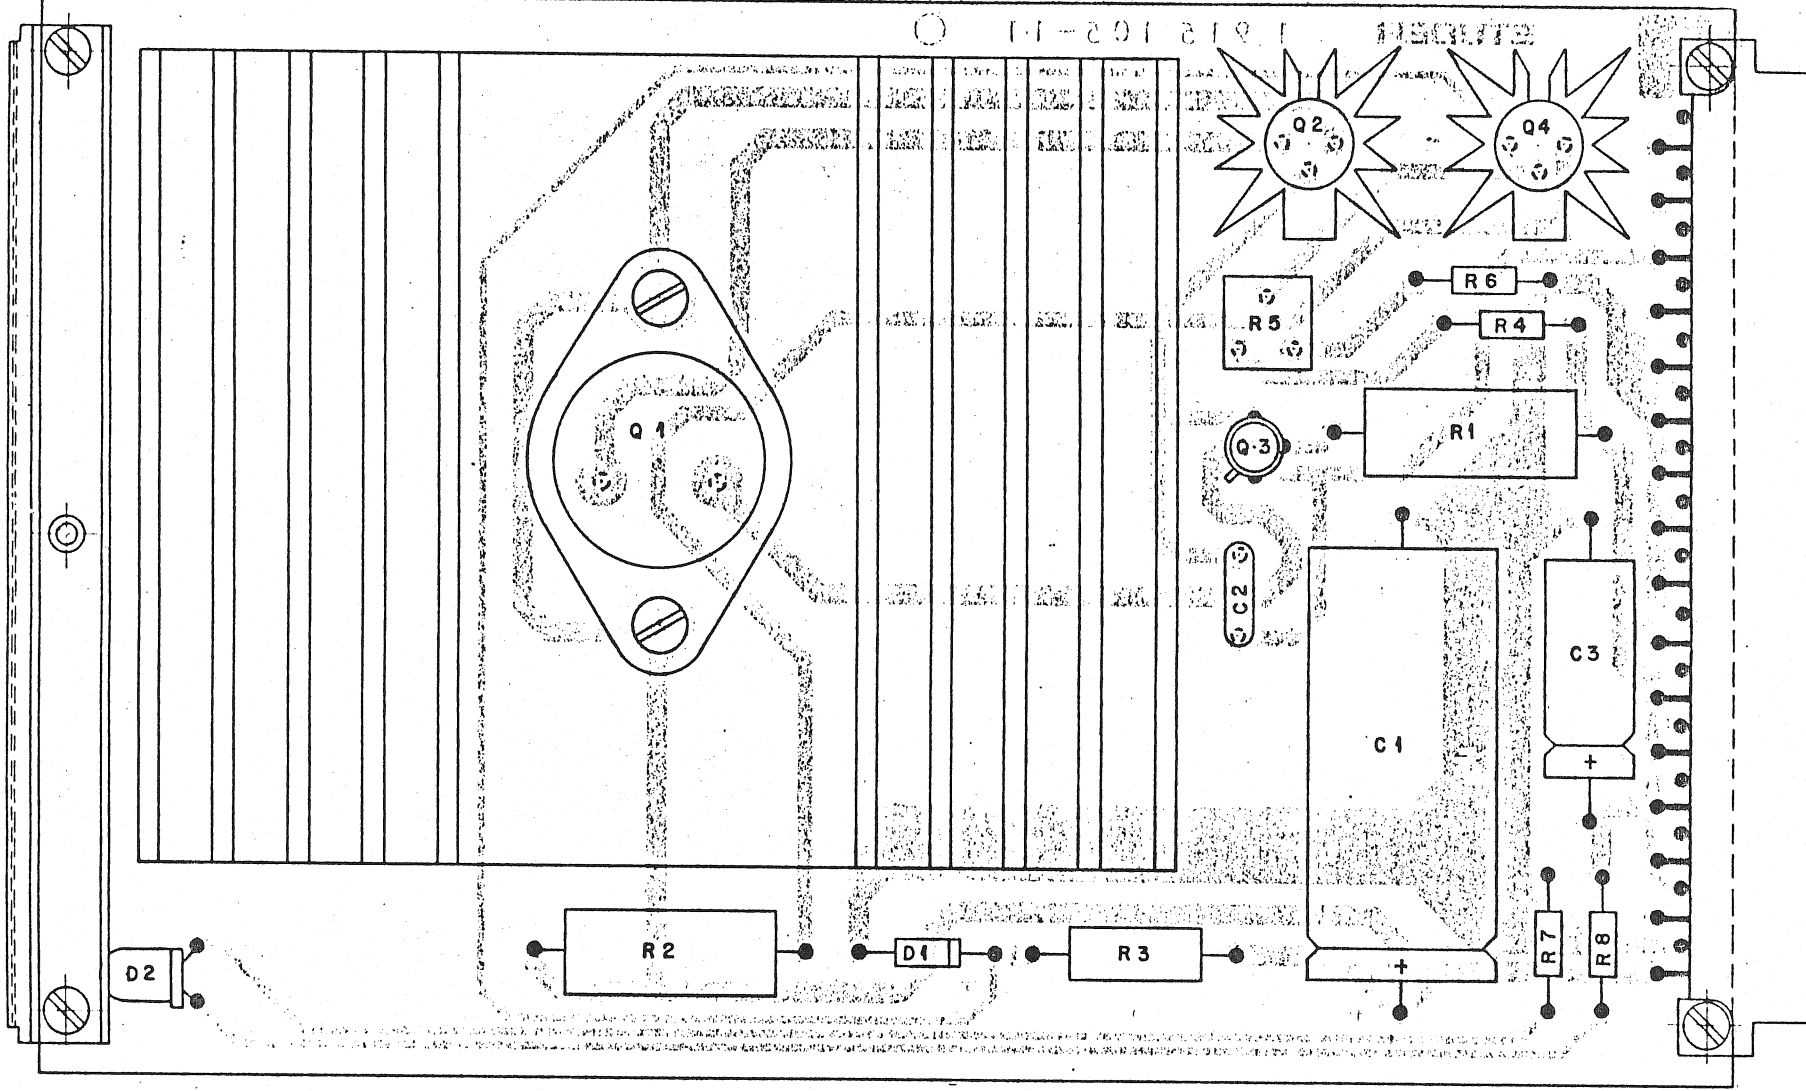 STUDER 1.915.105-11
Q2
Q4
R6
R5
R4
Q1
Q3
R1
C2
C3
C1
+
R2
D1
R3
+
R7
R8
D2